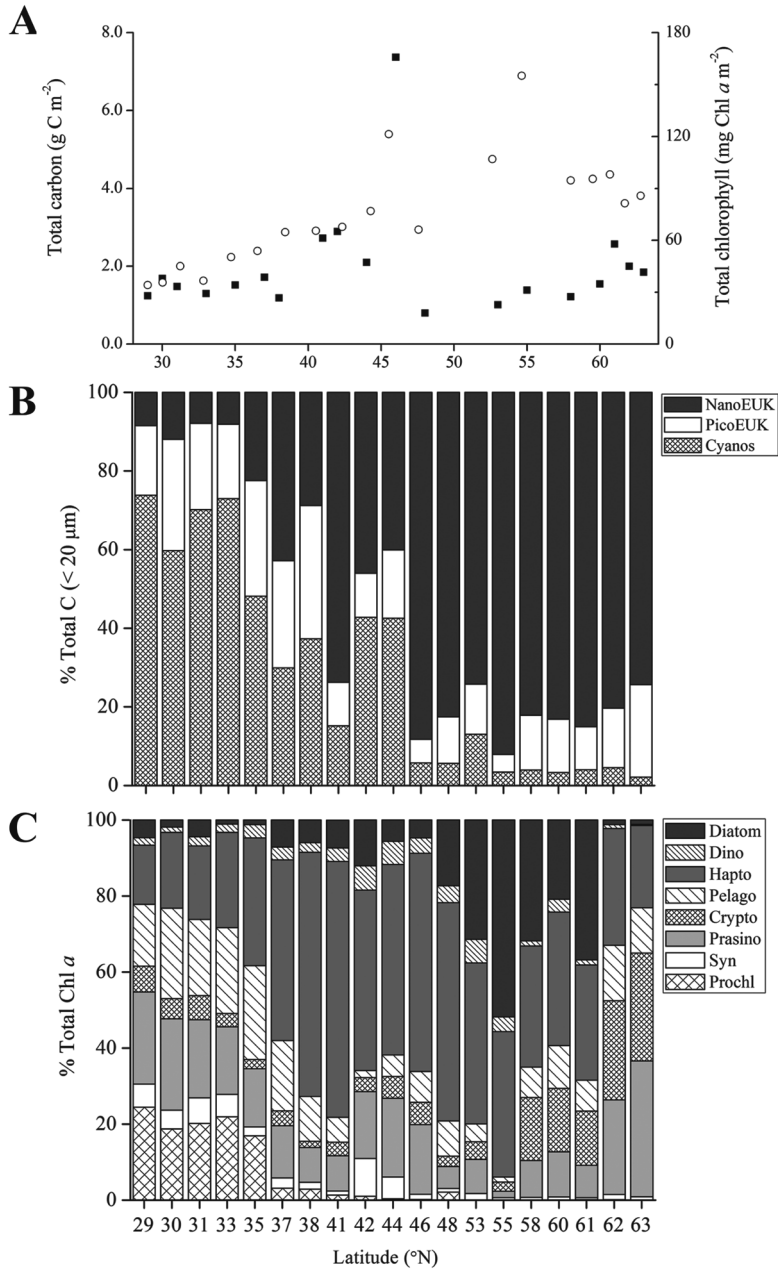 A
8.0
6.0
4.0
2.0
0.0
Total carbon (g C m-2)
180
120
60
0
Total chlorophyll (mg Chl a m-2)
30 35 40 45 50 55 60
B
100
80
60
40
20
0
% Total C (< 20 µm)
NanoEUK
PicoEUK
Cyanos
C
100
80
60
40
20
0
% Total Chl a
Diatom
Dino
Hapto
Pelago
Crypto
Prasino
Syn
Prochl
29 30 31 33 35 37 38 41 42 44 46 48 53 55 58 60 61 62 63
Latitude (°N)